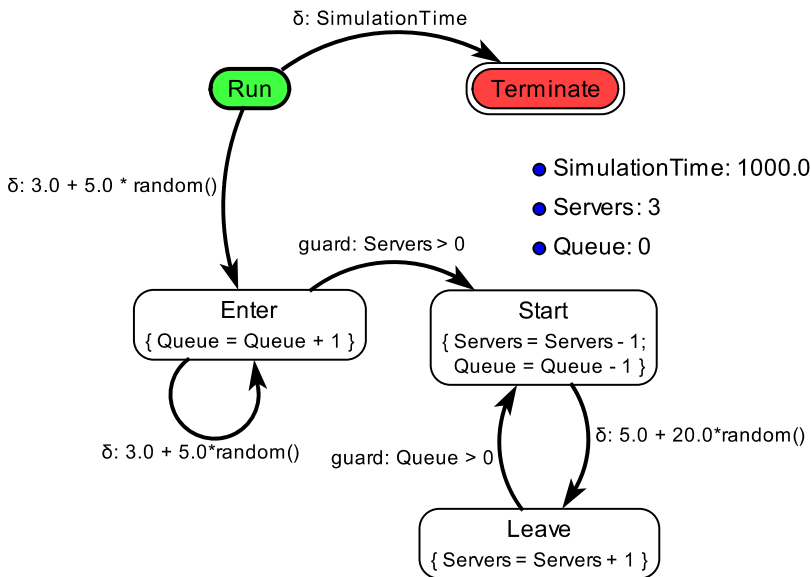 δ: SimulationTime
Run
Terminate
δ: 3.0 + 5.0 * random()
SimulationTime: 1000.0
Servers: 3
Queue: 0
guard: Servers > 0
Enter
{ Queue = Queue + 1 }
Start
{ Servers = Servers - 1;
Queue = Queue - 1 }
δ: 3.0 + 5.0*random()
guard: Queue > 0
δ: 5.0 + 20.0*random()
Leave
{ Servers = Servers + 1 }